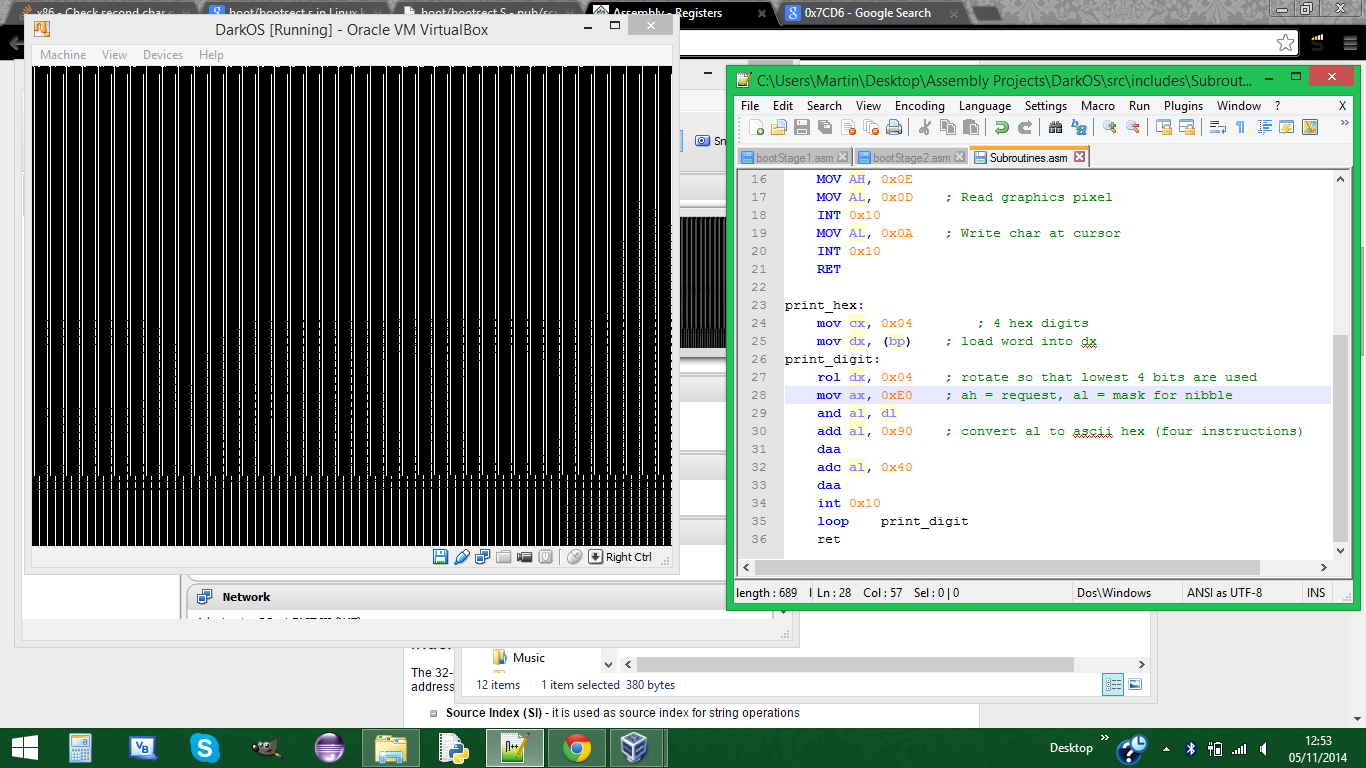 x86 - Check second char
boot/bootsect.s in Linux k
boot/bootsect.S - pub/scr
Assembly - Registers
0x7CD6 - Google Search
DarkOS [Running] - Oracle VM VirtualBox
Machine View Devices Help
Right Ctrl
Sn
C:\Users\Martin\Desktop\Assembly Projects\DarkOS\src\includes\Subrout...
File Edit Search View Encoding Language Settings Macro Run Plugins Window ? X
bootStage1.asm bootStage2.asm Subroutines.asm
16 MOV AH, 0x0E
17 MOV AL, 0x0D ; Read graphics pixel
18 INT 0x10
19 MOV AL, 0x0A ; Write char at cursor
20 INT 0x10
21 RET
22
23 print_hex:
24 mov cx, 0x04 ; 4 hex digits
25 mov dx, (bp) ; load word into dx
26 print_digit:
27 rol dx, 0x04 ; rotate so that lowest 4 bits are used
28 mov ax, 0xE0 ; ah = request, al = mask for nibble
29 and al, dl
30 add al, 0x90 ; convert al to ascii hex (four instructions)
31 daa
32 adc al, 0x40
33 daa
34 int 0x10
35 loop print_digit
36 ret
length : 689 Ln : 28 Col : 57 Sel : 0 | 0 Dos\Windows ANSI as UTF-8 INS
Network
Music
12 items 1 item selected 380 bytes
The 32-
address
Source Index (SI) - it is used as source index for string operations
Desktop
12:53
05/11/2014